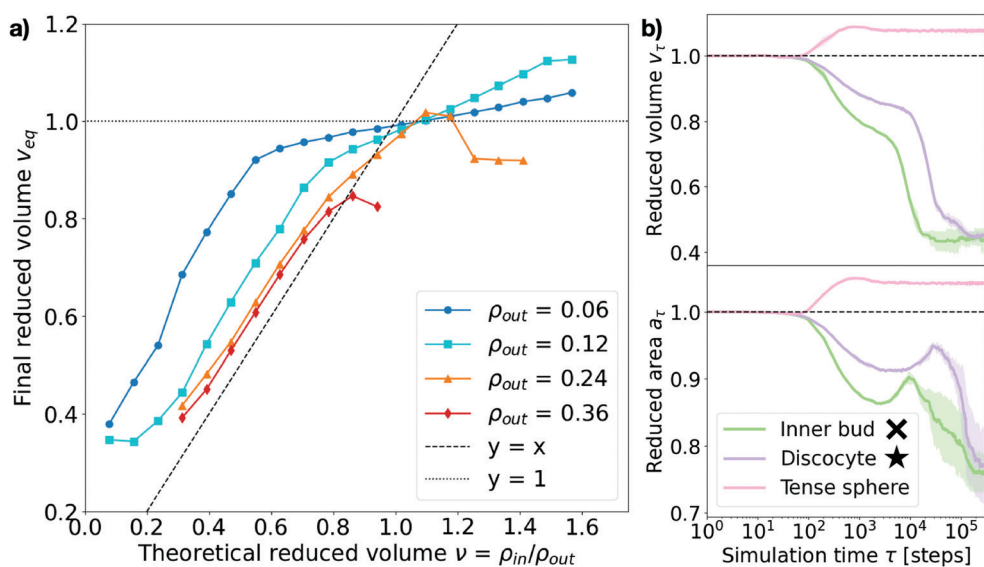 a)
Final reduced volume v_eq
1.2
1.0
0.8
0.6
0.4
0.2
0.0 0.2 0.4 0.6 0.8 1.0 1.2 1.4 1.6
Theoretical reduced volume ν = ρ_in/ρ_out
ρ_out = 0.06
ρ_out = 0.12
ρ_out = 0.24
ρ_out = 0.36
y = x
y = 1
b)
Reduced volume v_τ
1.0
0.8
0.6
0.4
Reduced area a_τ
1.0
0.9
0.8
0.7
Inner bud
Discocyte
Tense sphere
10^0 10^1 10^2 10^3 10^4 10^5
Simulation time τ [steps]